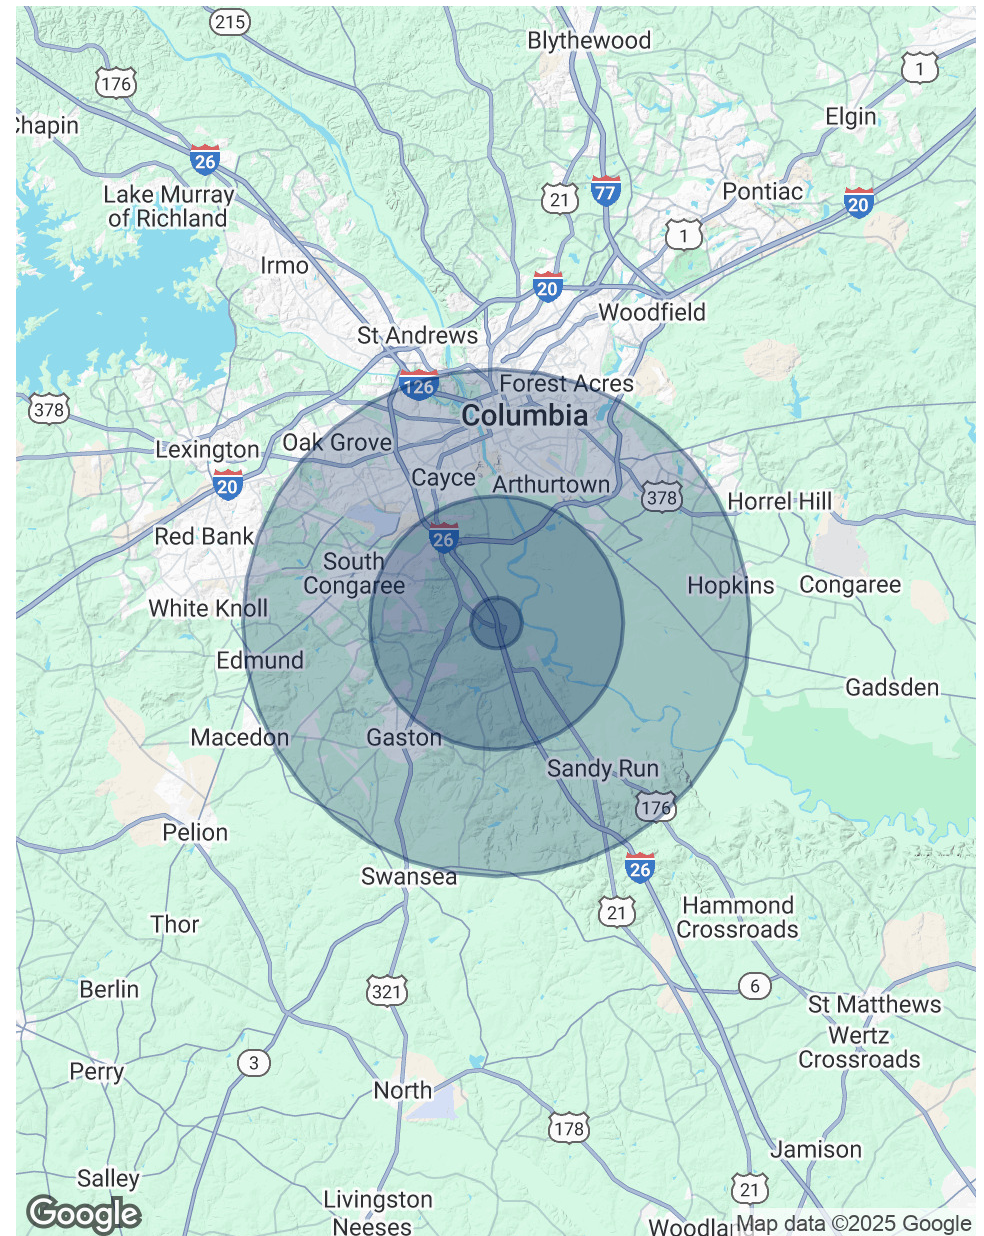 215
Blythewood
1
176
Elgin
Chapin
26
77
Pontiac
Lake Murray
of Richland
21
20
1
Irmo
20
Woodfield
St Andrews
126
Forest Acres
378
Columbia
Lexington
Oak Grove
Cayce
Arthurtown
20
378
Horrel Hill
Red Bank
26
South
Congaree
Hopkins
Congaree
White Knoll
Edmund
Gadsden
Macedon
Gaston
Sandy Run
176
Pelion
26
Swansea
21
Hammond
Crossroads
Thor
Berlin
321
6
St Matthews
Wertz
Crossroads
3
Perry
North
178
Jamison
Salley
21
Livingston
Neeses
Google
Map data ©2025 Google